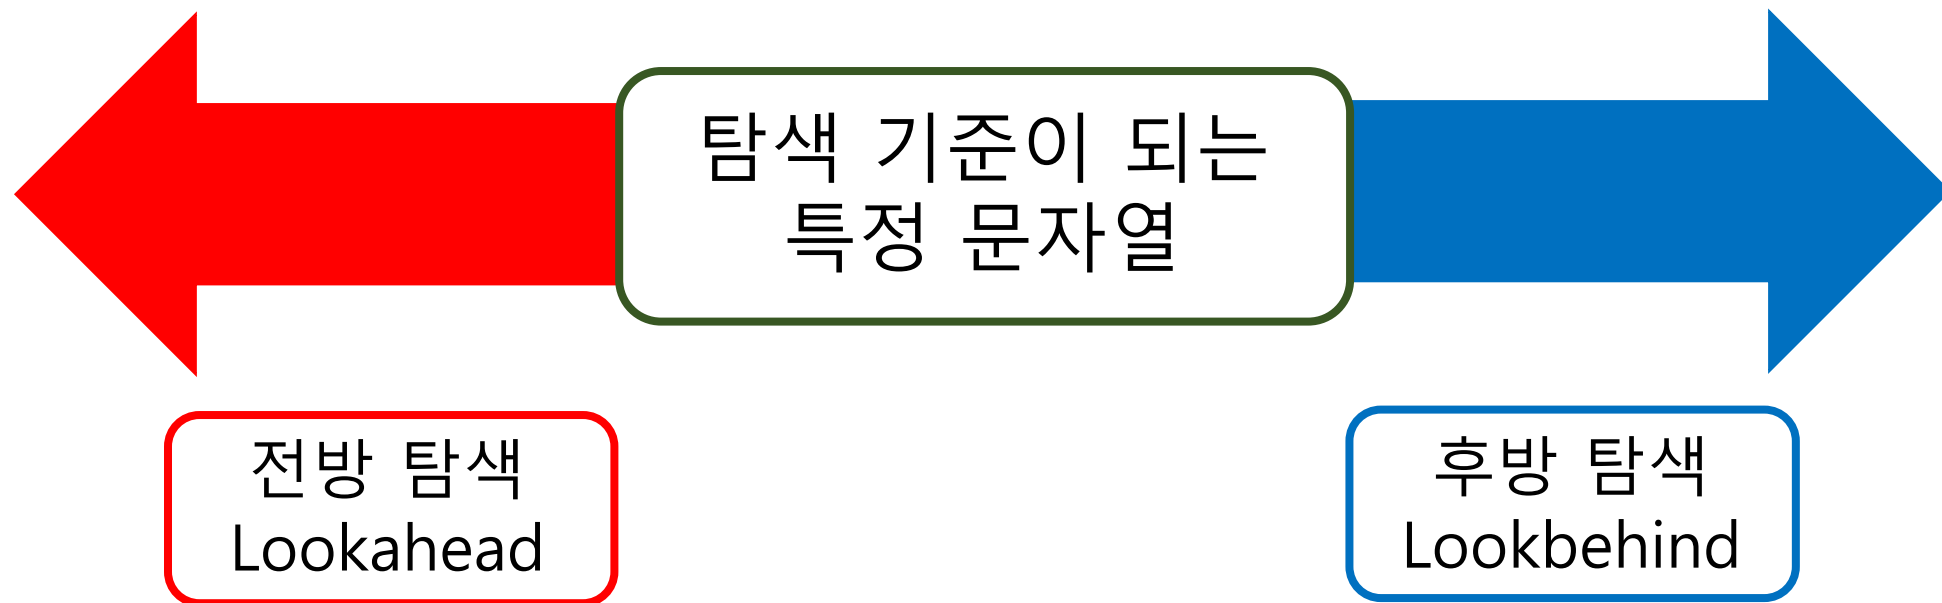 탐색 기준이 되는
특정 문자열
전방 탐색
Lookahead
후방 탐색
Lookbehind